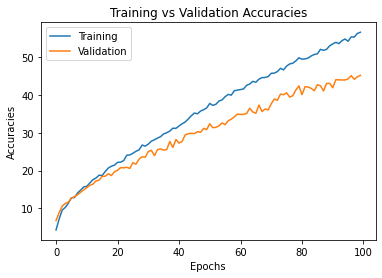 Training vs Validation Accuracies
Training
Validation
Accuracies
50
40
30
20
10
0 20 40 60 80 100
Epochs